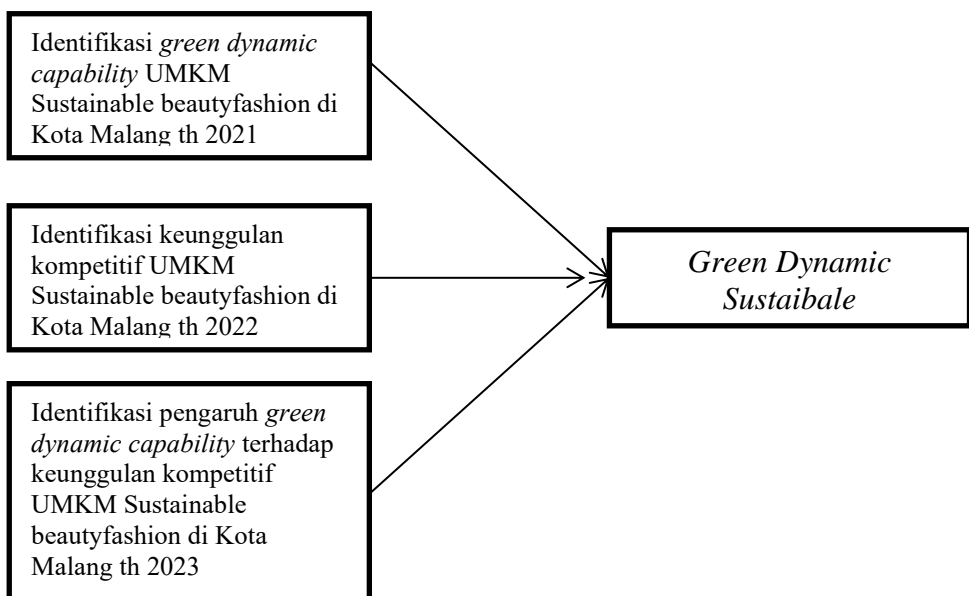 Identifikasi green dynamic
capability UMKM
Sustainable beautyfashion di
Kota Malang th 2021
Identifikasi keunggulan
kompetitif UMKM
Sustainable beautyfashion di
Kota Malang th 2022
Identifikasi pengaruh green
dynamic capability terhadap
keunggulan kompetitif
UMKM Sustainable
beautyfashion di Kota
Malang th 2023
Green Dynamic
Sustaibale